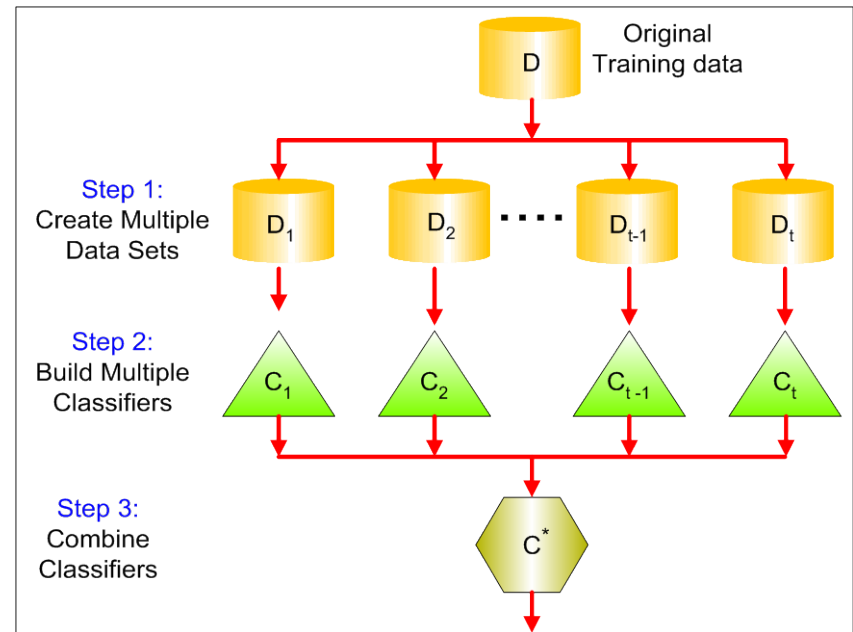 D
Original
Training data
Step 1:
Create Multiple
Data Sets
D1
D2
....
Dt-1
Dt
Step 2:
Build Multiple
Classifiers
C1
C2
Ct -1
Ct
Step 3:
Combine
Classifiers
C*